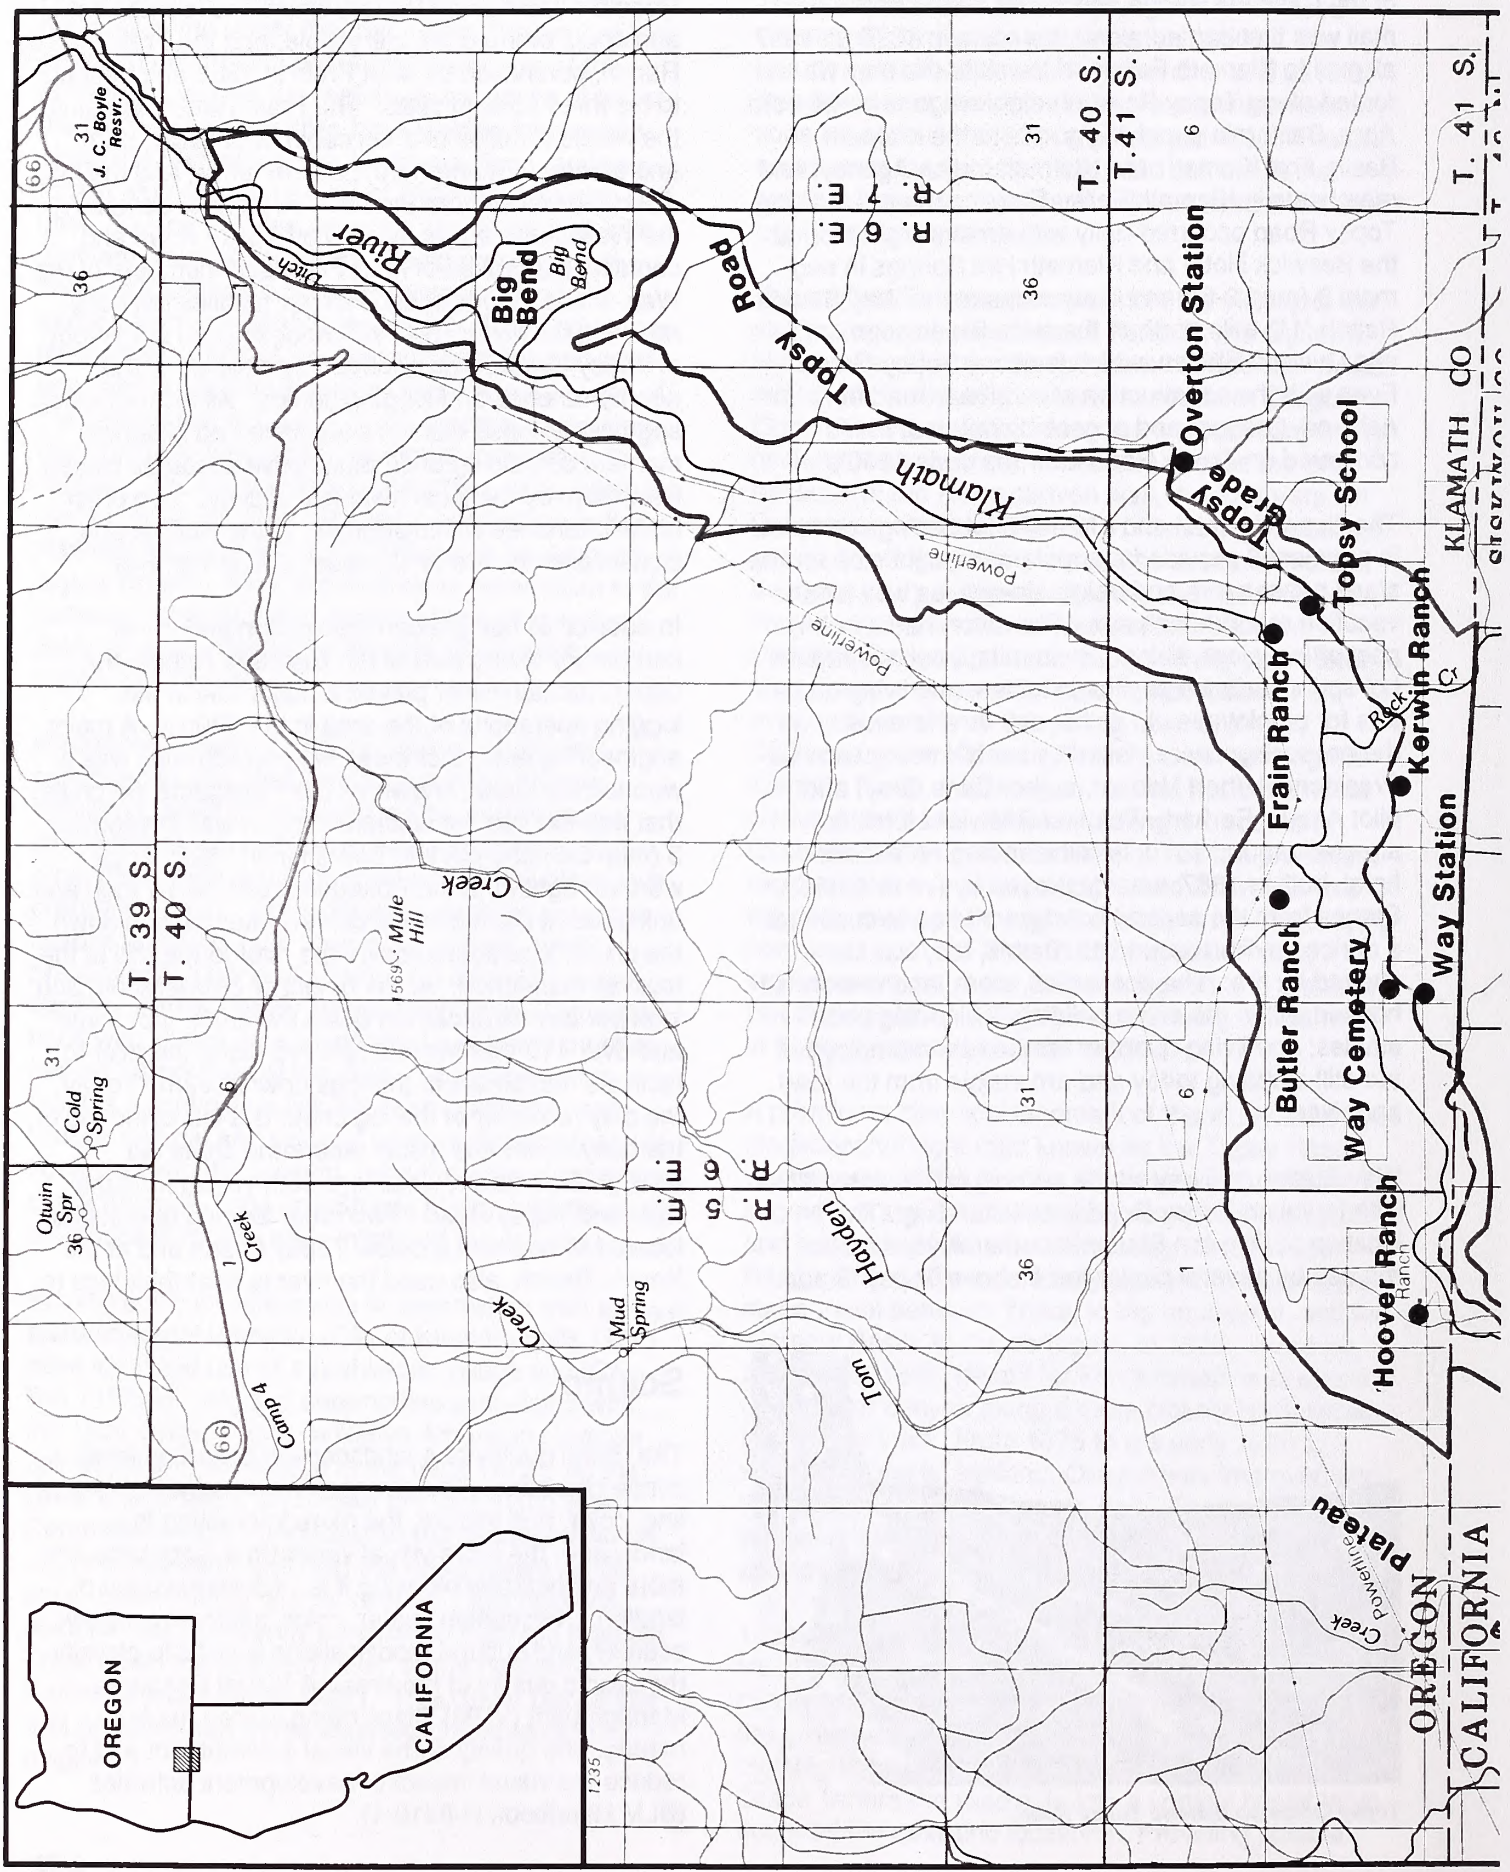 66
31
J. C. Boyle
Resvr.
36
6
Ditch
River
Big
Bend
Big
Bend
Road
Topsy
R. 6 E.
R. 7 E.
36
31
T 40 S.
T 41 S.
6
T. 41 S.
Overton Station
Topsy
Grade
Topsy School
KLAMATH CO
SISKIYOU CO
Klamath
Powerline
Powerline
Frain Ranch
Rock
Cr
Kerwin Ranch
Butler Ranch
Way Cemetery
Way Station
T 39 S.
T 40 S.
Creek
1569 Mule
Hill
31
Cold
Spring
6
Otwin
Spr
36
1
Creek
66
Camp 4
Creek
Mud
Spring
R. 5 E.
R. 6 E.
Hayden
Tom
31
6
36
1
Hoover Ranch
Ranch
Plateau
Powerline
Creek
OREGON
CALIFORNIA
OREGON
CALIFORNIA
1235